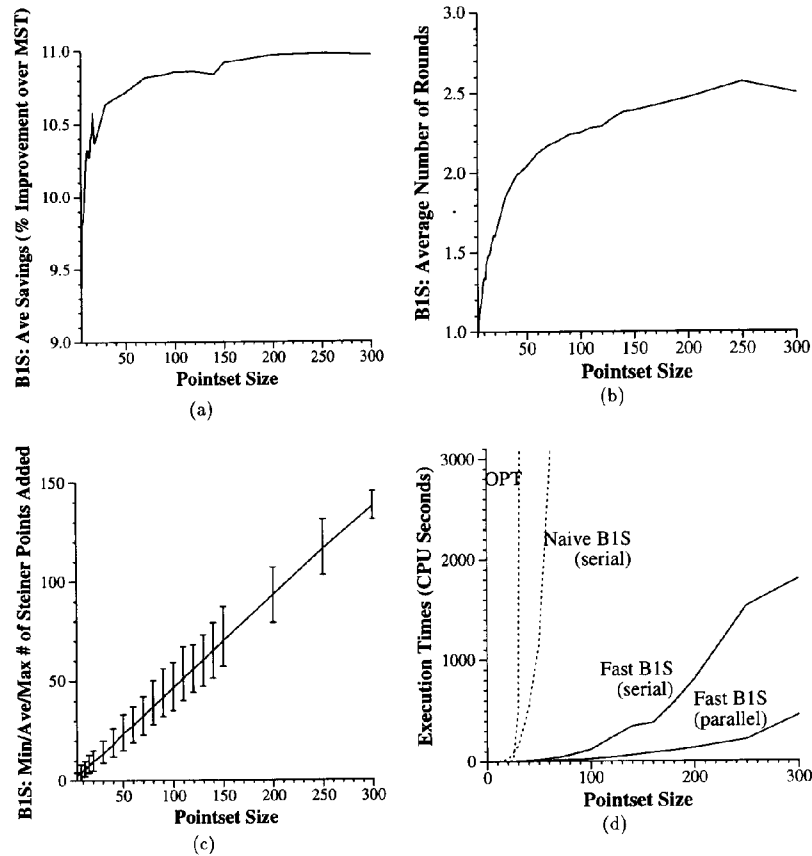 B1S: Ave Savings (% Improvement over MST)
11.0
10.5
10.0
9.5
9.0
50 100 150 200 250 300
Pointset Size
(a)
B1S: Average Number of Rounds
3.0
2.5
2.0
1.5
1.0
50 100 150 200 250 300
Pointset Size
(b)
B1S: Min/Ave/Max # of Steiner Points Added
150
100
50
0
50 100 150 200 250 300
Pointset Size
(c)
Execution Times (CPU Seconds)
3000
2000
1000
0
OPT
Naive B1S
(serial)
Fast B1S
(serial)
Fast B1S
(parallel)
0 100 200 300
Pointset Size
(d)